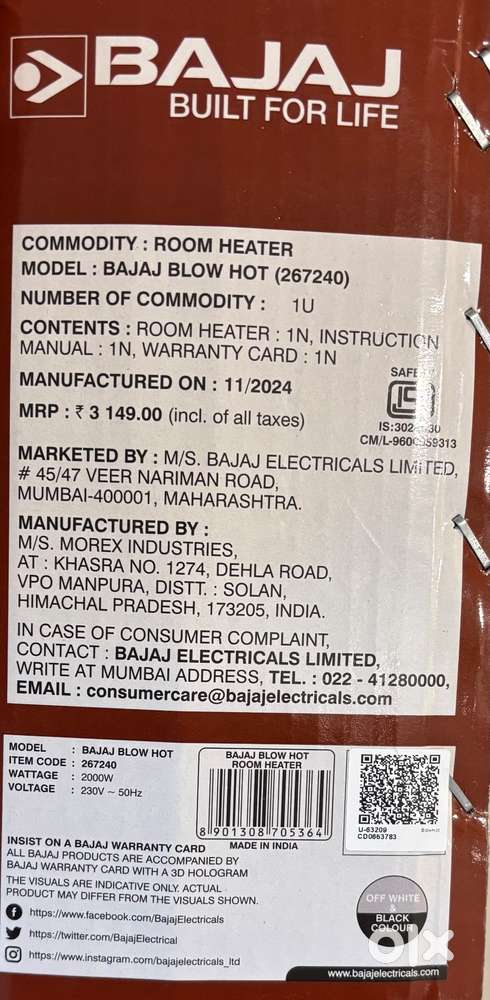 BAJAJ
BUILT FOR LIFE
COMMODITY : ROOM HEATER
MODEL : BAJAJ BLOW HOT (267240)
NUMBER OF COMMODITY : 1U
CONTENTS : ROOM HEATER : 1N, INSTRUCTION
MANUAL : 1N, WARRANTY CARD : 1N
MANUFACTURED ON : 11/2024
MRP : ₹ 3 149.00 (incl. of all taxes)
MARKETED BY : M/S. BAJAJ ELECTRICALS LIMITED,
# 45/47 VEER NARIMAN ROAD,
MUMBAI-400001, MAHARASHTRA.
MANUFACTURED BY :
M/S. MOREX INDUSTRIES,
AT : KHASRA NO. 1274, DEHLA ROAD,
VPO MANPURA, DISTT. : SOLAN,
HIMACHAL PRADESH, 173205, INDIA.
IN CASE OF CONSUMER COMPLAINT,
CONTACT : BAJAJ ELECTRICALS LIMITED,
WRITE AT MUMBAI ADDRESS, TEL. : 022 - 41280000,
EMAIL : consumercare@bajajelectricals.com
MODEL : BAJAJ BLOW HOT
ITEM CODE : 267240
WATTAGE : 2000W
VOLTAGE : 230V ~ 50Hz
BAJAJ BLOW HOT
ROOM HEATER
8 901308 705364
MADE IN INDIA
U-63209
CD0663783
INSIST ON A BAJAJ WARRANTY CARD
ALL BAJAJ PRODUCTS ARE ACCOMPANIED BY
BAJAJ WARRANTY CARD WITH A 3D HOLOGRAM
THE VISUALS ARE INDICATIVE ONLY. ACTUAL
PRODUCT MAY DIFFER FROM THE VISUALS SHOWN.
https://www.facebook.com/BajajElectricals
https://twitter.com/BajajElectrical
https://www.instagram.com/bajajelectricals_ltd
OFF WHITE
&
BLACK
COLOUR
www.bajajelectricals.com
olx